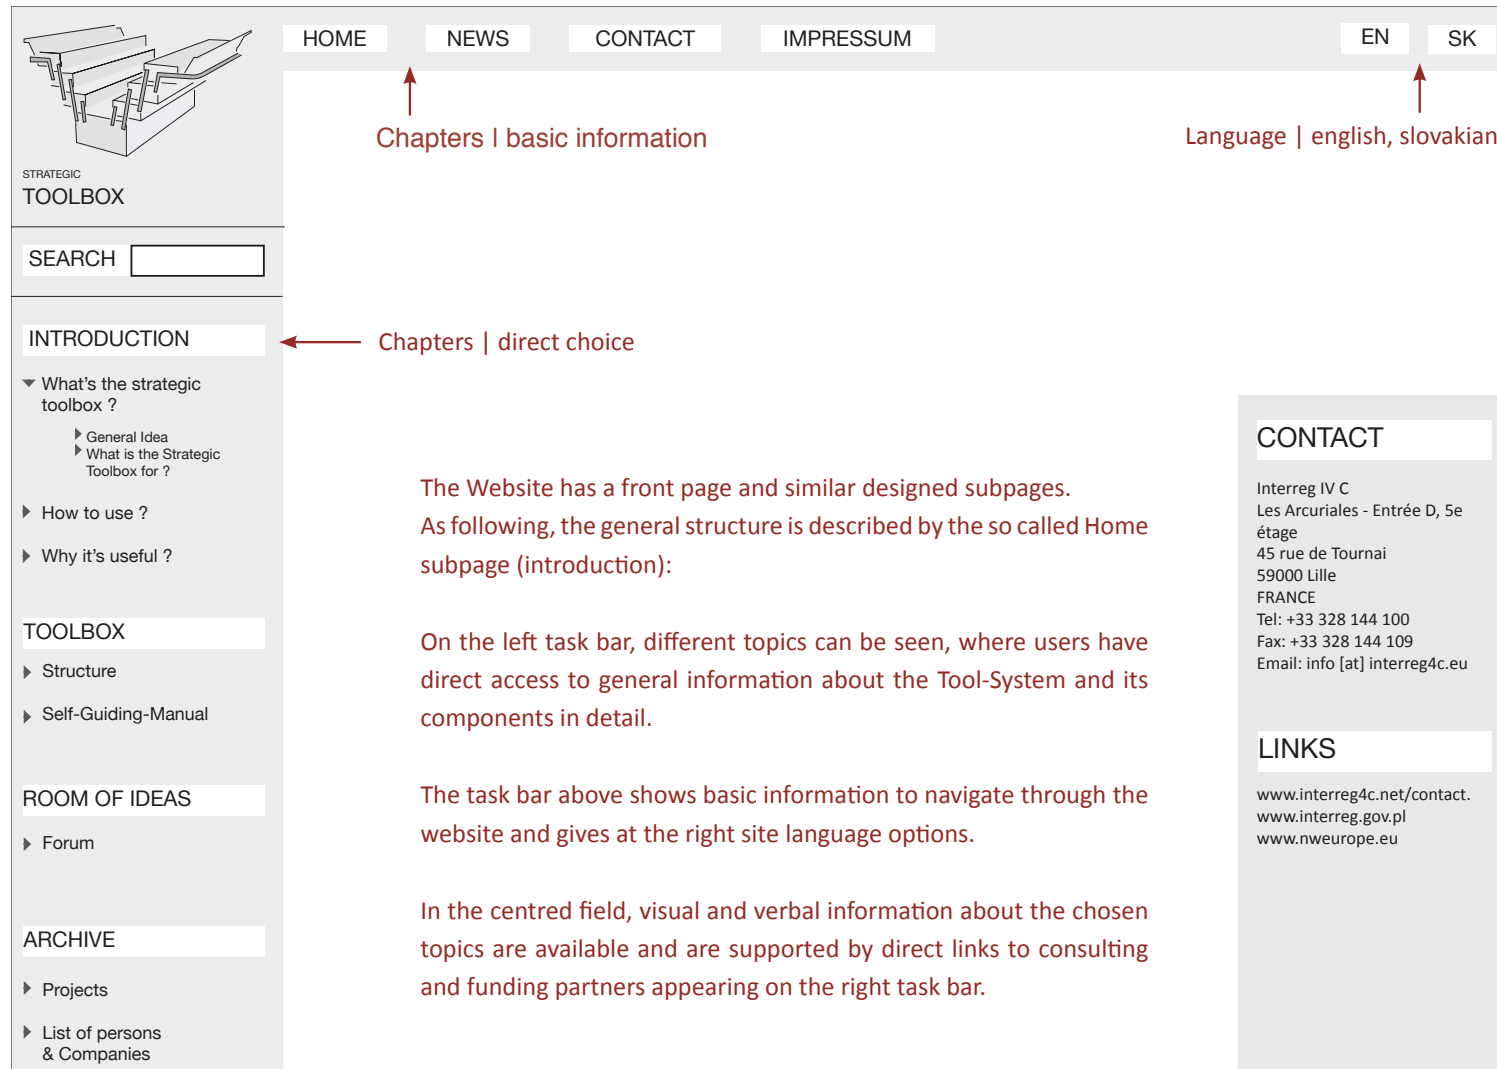 HOME NEWS CONTACT IMPRESSUM EN SK
Chapters | basic information
Language | english, slovakian
STRATEGIC
TOOLBOX
SEARCH
INTRODUCTION
Chapters | direct choice
What's the strategic
toolbox ?
General Idea
What is the Strategic
Toolbox for ?
How to use ?
Why it's useful ?
TOOLBOX
Structure
Self-Guiding-Manual
ROOM OF IDEAS
Forum
ARCHIVE
Projects
List of persons
& Companies
The Website has a front page and similar designed subpages.
As following, the general structure is described by the so called Home
subpage (introduction):
On the left task bar, different topics can be seen, where users have
direct access to general information about the Tool-System and its
components in detail.
The task bar above shows basic information to navigate through the
website and gives at the right site language options.
In the centred field, visual and verbal information about the chosen
topics are available and are supported by direct links to consulting
and funding partners appearing on the right task bar.
CONTACT
Interreg IV C
Les Arcuriales - Entrée D, 5e
étage
45 rue de Tournai
59000 Lille
FRANCE
Tel: +33 328 144 100
Fax: +33 328 144 109
Email: info [at] interreg4c.eu
LINKS
www.interreg4c.net/contact.
www.interreg.gov.pl
www.nweurope.eu